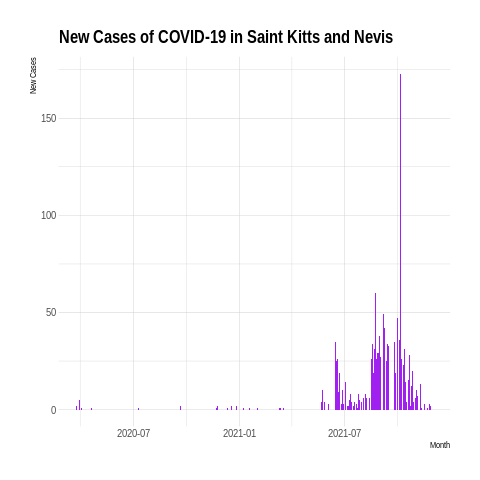 New Cases of COVID-19 in Saint Kitts and Nevis
New Cases
150
100
50
0
2020-07 2021-01 2021-07
Month